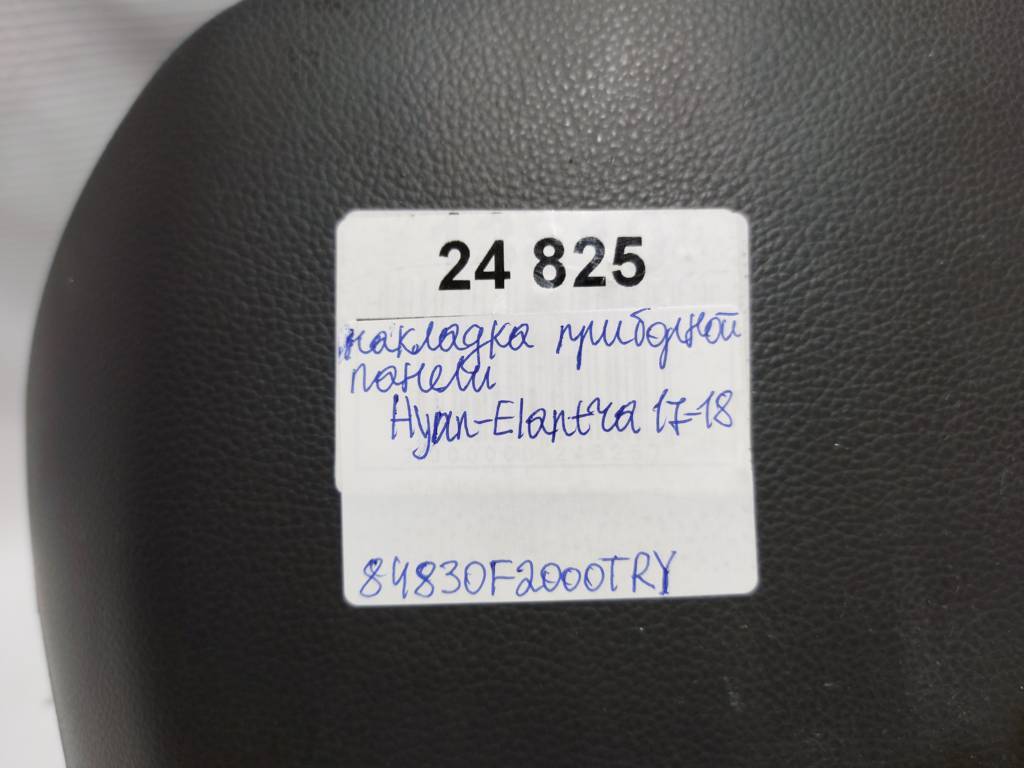 24 825
накладка приборной
панели
Hyun-Elantra 17-18
84830F2000TRY